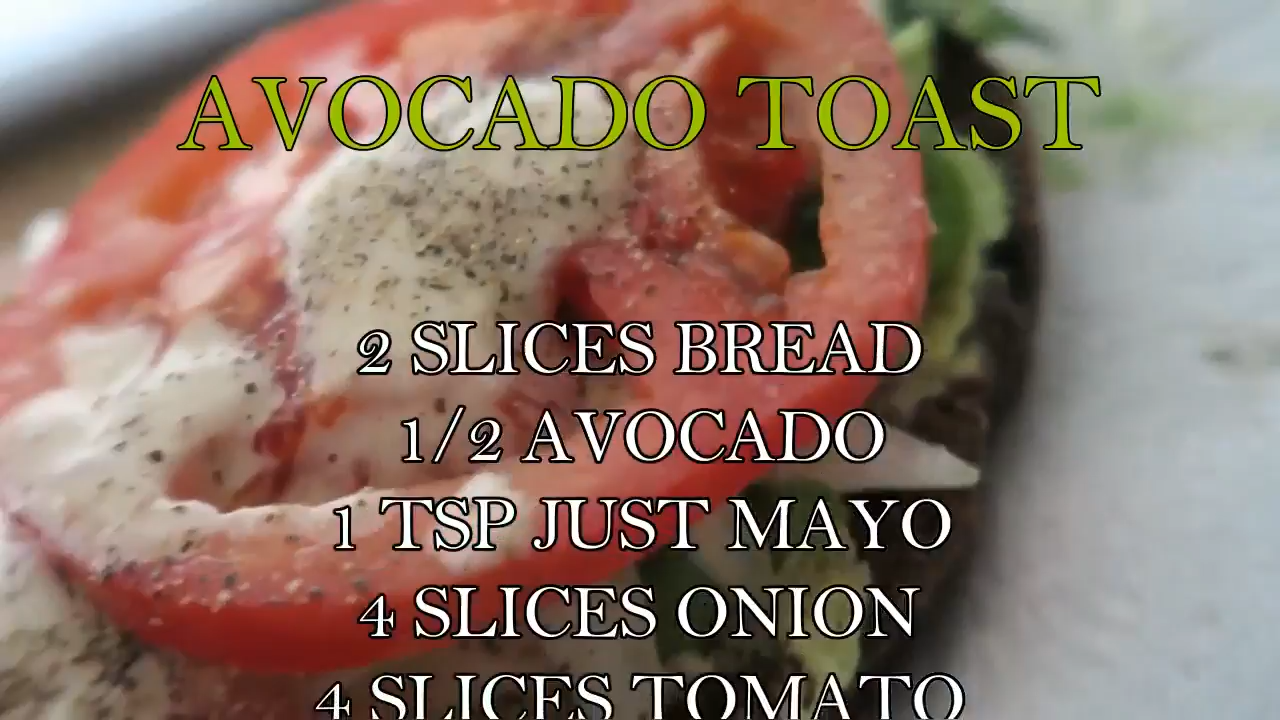 AVOCADO TOAST
2 SLICES BREAD
1/2 AVOCADO
1 TSP JUST MAYO
4 SLICES ONION
4 SLICES TOMATO